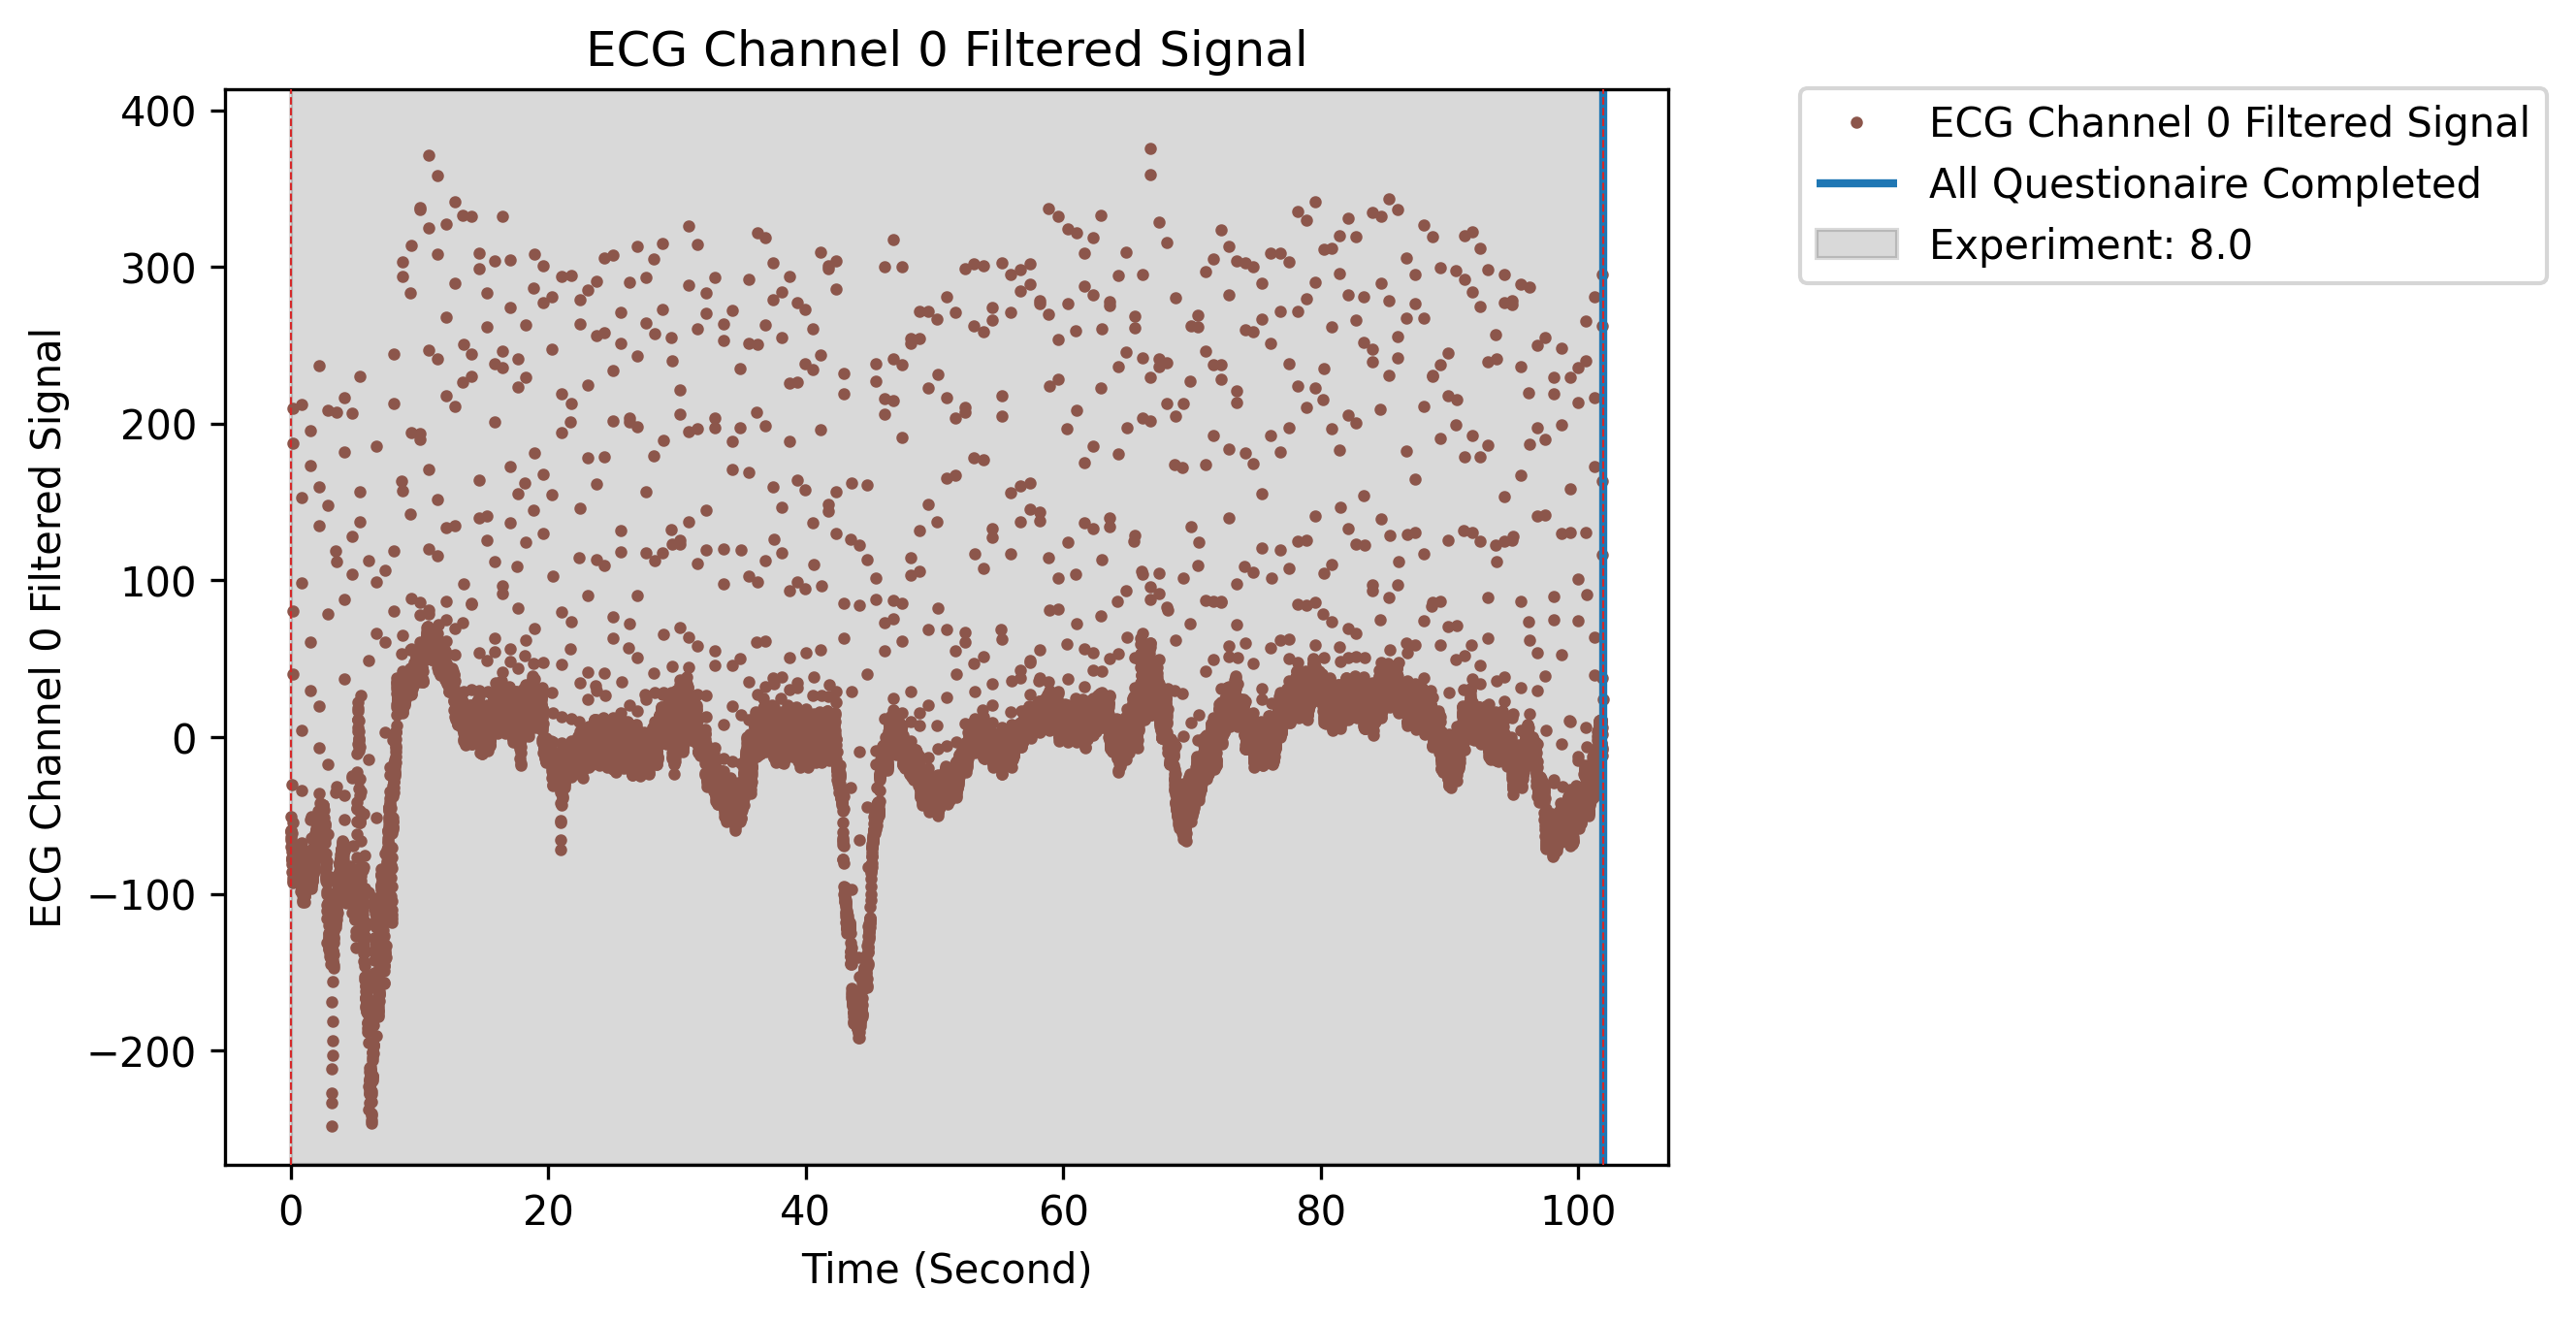 ECG Channel 0 Filtered Signal
ECG Channel 0 Filtered Signal
400
300
200
100
0
−100
−200
0 20 40 60 80 100
Time (Second)
ECG Channel 0 Filtered Signal
All Questionaire Completed
Experiment: 8.0